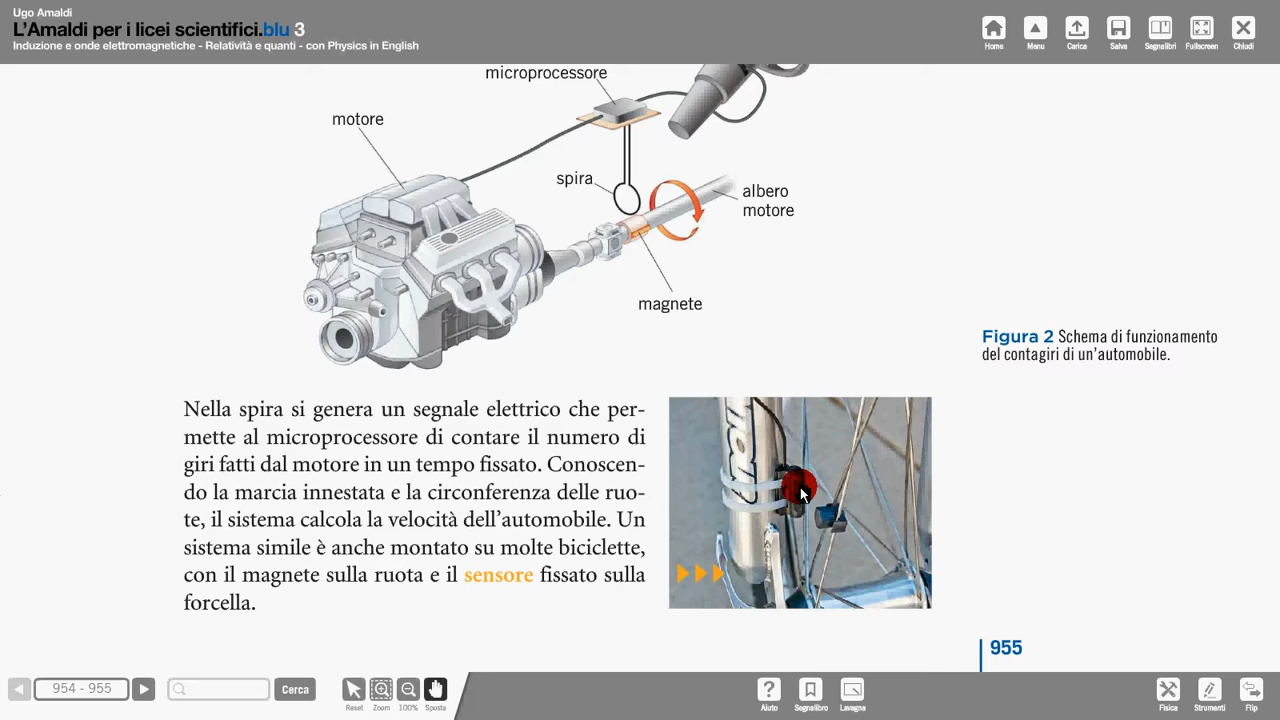 Ugo Amaldi
L'Amaldi per i licei scientifici.blu 3
Induzione e onde elettromagnetiche - Relatività e quanti - con Physics in English
Home
Menu
Carica
Salva
Segnalibri
Fullscreen
Chiudi
microprocessore
motore
spira
albero
motore
magnete
Figura 2 Schema di funzionamento
del contagiri di un'automobile.
Nella spira si genera un segnale elettrico che per-
mette al microprocessore di contare il numero di
giri fatti dal motore in un tempo fissato. Conoscen-
do la marcia innestata e la circonferenza delle ruo-
te, il sistema calcola la velocità dell'automobile. Un
sistema simile è anche montato su molte biciclette,
con il magnete sulla ruota e il sensore fissato sulla
forcella.
955
954 - 955
Cerca
Reset
Zoom
100%
Sposta
Aiuto
Segnalibro
Lavagna
Fisica
Strumenti
Flip